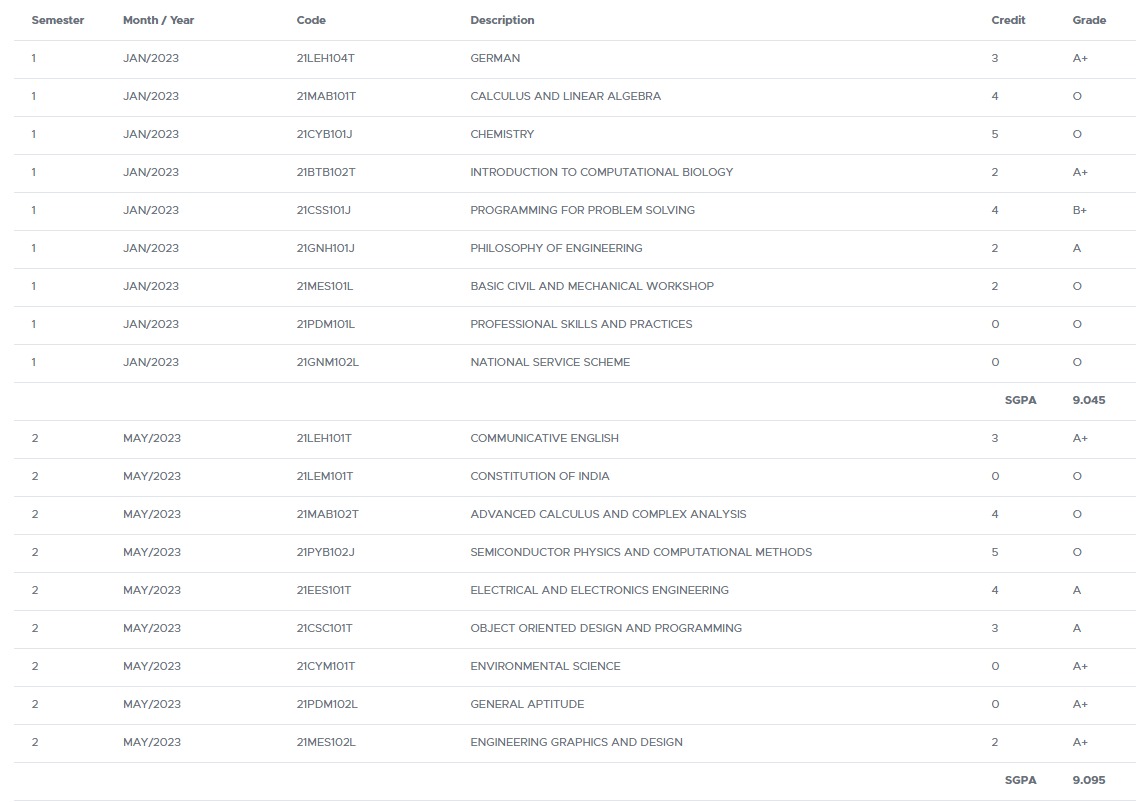 Semester Month / Year Code Description Credit Grade
1 JAN/2023 21LEH104T GERMAN 3 A+
1 JAN/2023 21MAB101T CALCULUS AND LINEAR ALGEBRA 4 O
1 JAN/2023 21CYB101J CHEMISTRY 5 O
1 JAN/2023 21BTB102T INTRODUCTION TO COMPUTATIONAL BIOLOGY 2 A+
1 JAN/2023 21CSS101J PROGRAMMING FOR PROBLEM SOLVING 4 B+
1 JAN/2023 21GNH101J PHILOSOPHY OF ENGINEERING 2 A
1 JAN/2023 21MES101L BASIC CIVIL AND MECHANICAL WORKSHOP 2 O
1 JAN/2023 21PDM101L PROFESSIONAL SKILLS AND PRACTICES 0 O
1 JAN/2023 21GNM102L NATIONAL SERVICE SCHEME 0 O
SGPA 9.045
2 MAY/2023 21LEH101T COMMUNICATIVE ENGLISH 3 A+
2 MAY/2023 21LEM101T CONSTITUTION OF INDIA 0 O
2 MAY/2023 21MAB102T ADVANCED CALCULUS AND COMPLEX ANALYSIS 4 O
2 MAY/2023 21PYB102J SEMICONDUCTOR PHYSICS AND COMPUTATIONAL METHODS 5 O
2 MAY/2023 21EES101T ELECTRICAL AND ELECTRONICS ENGINEERING 4 A
2 MAY/2023 21CSC101T OBJECT ORIENTED DESIGN AND PROGRAMMING 3 A
2 MAY/2023 21CYM101T ENVIRONMENTAL SCIENCE 0 A+
2 MAY/2023 21PDM102L GENERAL APTITUDE 0 A+
2 MAY/2023 21MES102L ENGINEERING GRAPHICS AND DESIGN 2 A+
SGPA 9.095